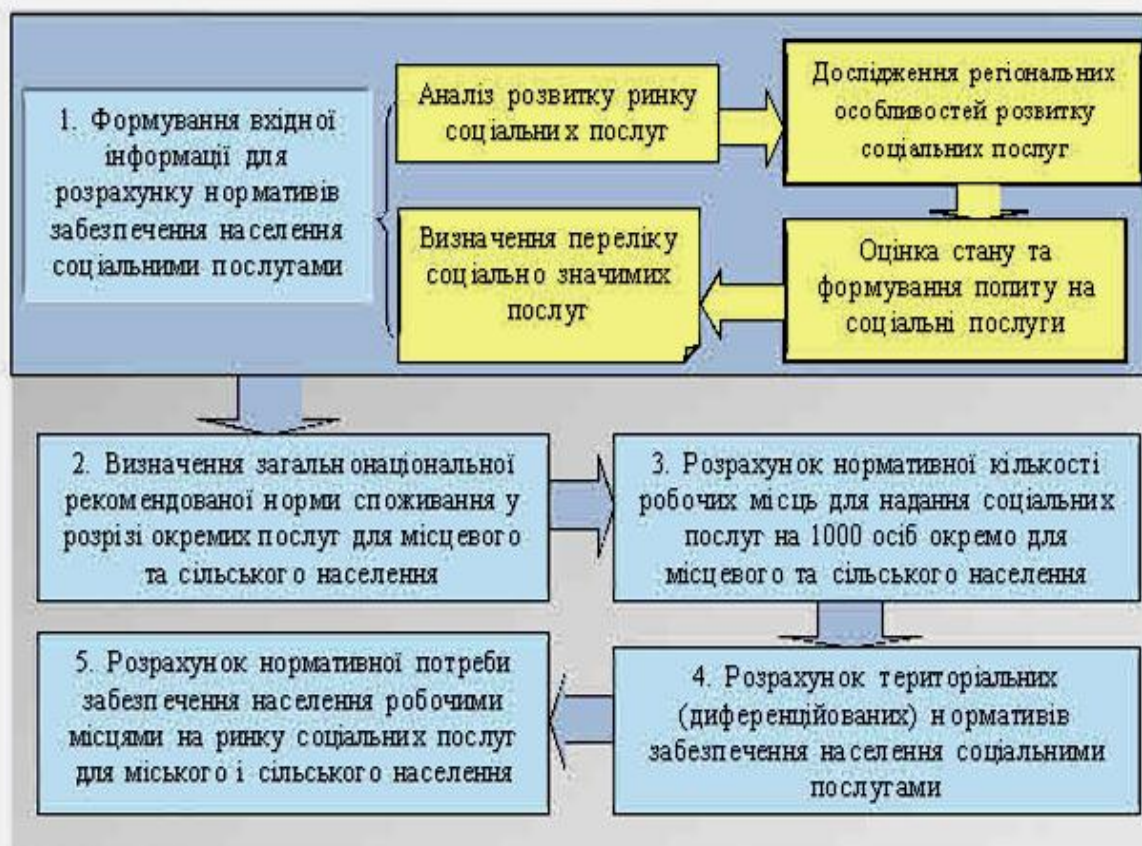 1. Формування вхідної
інформації для
розрахунку нормативів
забезпечення населення
соціальними послугами
Аналіз розвитку ринку
соціальних послуг
Дослідження регіональних
особливостей розвитку
соціальних послуг
Оцінка стану та
формування попиту на
соціальні послуги
Визначення переліку
соціально значимих
послуг
2. Визначення загальнонаціональної
рекомендованої норми споживання у
розрізі окремих послуг для місцевого
та сільського населення
3. Розрахунок нормативної кількості
робочих місць для надання соціальних
послуг на 1000 осіб окремо для
місцевого та сільського населення
4. Розрахунок територіальних
(диференційованих) нормативів
забезпечення населення соціальними
послугами
5. Розрахунок нормативної потреби
забезпечення населення робочими
місцями на ринку соціальних послуг
для міського і сільського населення